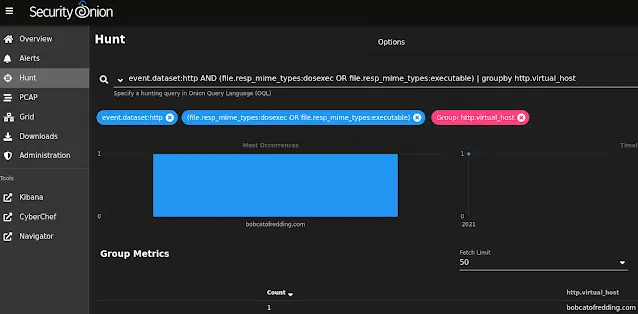 Security Onion
Overview
Alerts
Hunt
PCAP
Grid
Downloads
Administration
Tools
Kibana
CyberChef
Navigator
Hunt
Options
event.dataset:http AND (file.resp_mime_types:dosexec OR file.resp_mime_types:executable) | groupby http.virtual_host
Specify a hunting query in Onion Query Language (OQL)
event.dataset:http (file.resp_mime_types:dosexec OR file.resp_mime_types:executable) Group: http.virtual_host
Most Occurrences Timel
1 1
0 0
bobcatofredding.com 2021
Group Metrics
Fetch Limit
50
Count http.virtual_host
1 bobcatofredding.com